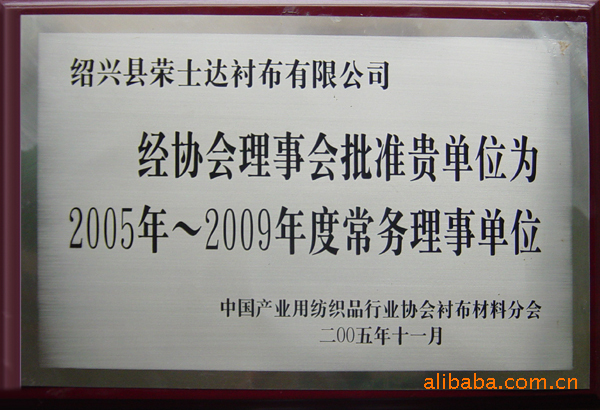 绍兴县荣士达衬布有限公司
经协会理事会批准贵单位为
2005年～2009年度常务理事单位
中国产业用纺织品行业协会衬布材料分会
二〇〇五年十一月
alibaba.com.cn